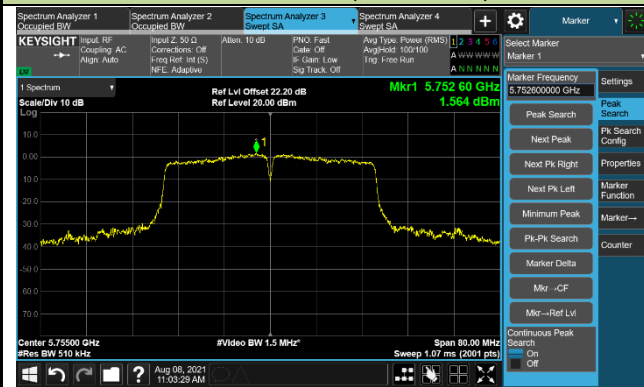 Spectrum Analyzer 1
Occupied BW
Spectrum Analyzer 2
Occupied BW
Spectrum Analyzer 3
Swept SA
Spectrum Analyzer 4
Swept SA
+
Marker
KEYSIGHT
Input: RF
Coupling: AC
Align: Auto
Input Z: 50 Ω
Corrections: Off
Freq Ref: Int (S)
NFE: Adaptive
Atten: 10 dB
PNO: Fast
Gate: Off
IF Gain: Low
Sig Track: Off
Avg Type: Power (RMS)
Avg|Hold: 100/100
Trig: Free Run
1 2 3 4 5 6
A W W W W W
A N N N N N
Select Marker
Marker 1
1 Spectrum
Scale/Div 10 dB
Ref Lvl Offset 22.20 dB
Ref Level 20.00 dBm
Mkr1 5.752 60 GHz
1.564 dBm
Log
10.0
0.00
10.0
20.0
30.0
40.0
50.0
60.0
70.0
1
Center 5.75500 GHz
#Res BW 510 kHz
#Video BW 1.5 MHz*
Span 80.00 MHz
Sweep 1.07 ms (2001 pts)
Marker Frequency
5.752600000 GHz
Peak Search
Next Peak
Next Pk Right
Next Pk Left
Minimum Peak
Pk-Pk Search
Marker Delta
Mkr→CF
Mkr→Ref Lvl
Continuous Peak
Search
On
Off
Settings
Peak
Search
Pk Search
Config
Properties
Marker
Function
Marker→
Counter
?
Aug 08, 2021
11:03:29 AM